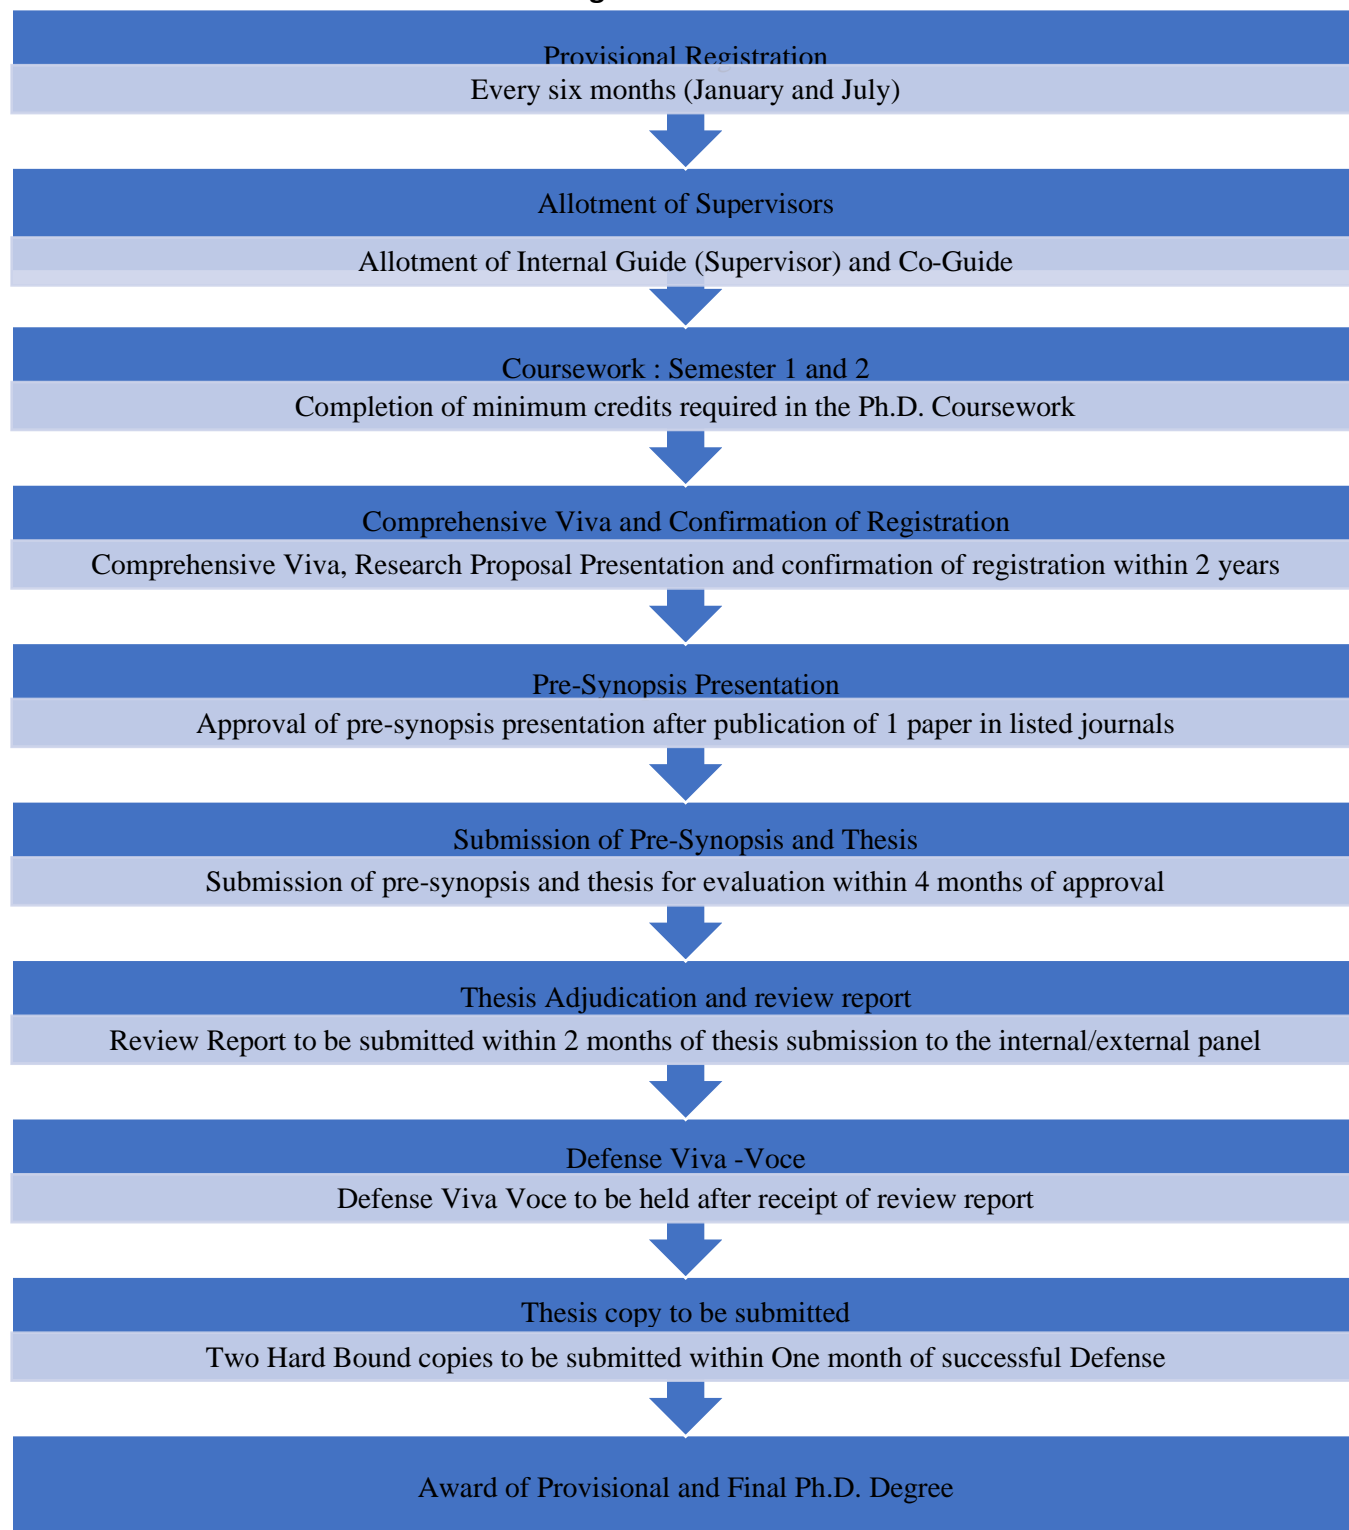 Provisional Registration
Every six months (January and July)
Allotment of Supervisors
Allotment of Internal Guide (Supervisor) and Co-Guide
Coursework : Semester 1 and 2
Completion of minimum credits required in the Ph.D. Coursework
Comprehensive Viva and Confirmation of Registration
Comprehensive Viva, Research Proposal Presentation and confirmation of registration within 2 years
Pre-Synopsis Presentation
Approval of pre-synopsis presentation after publication of 1 paper in listed journals
Submission of Pre-Synopsis and Thesis
Submission of pre-synopsis and thesis for evaluation within 4 months of approval
Thesis Adjudication and review report
Review Report to be submitted within 2 months of thesis submission to the internal/external panel
Defense Viva -Voce
Defense Viva Voce to be held after receipt of review report
Thesis copy to be submitted
Two Hard Bound copies to be submitted within One month of successful Defense
Award of Provisional and Final Ph.D. Degree